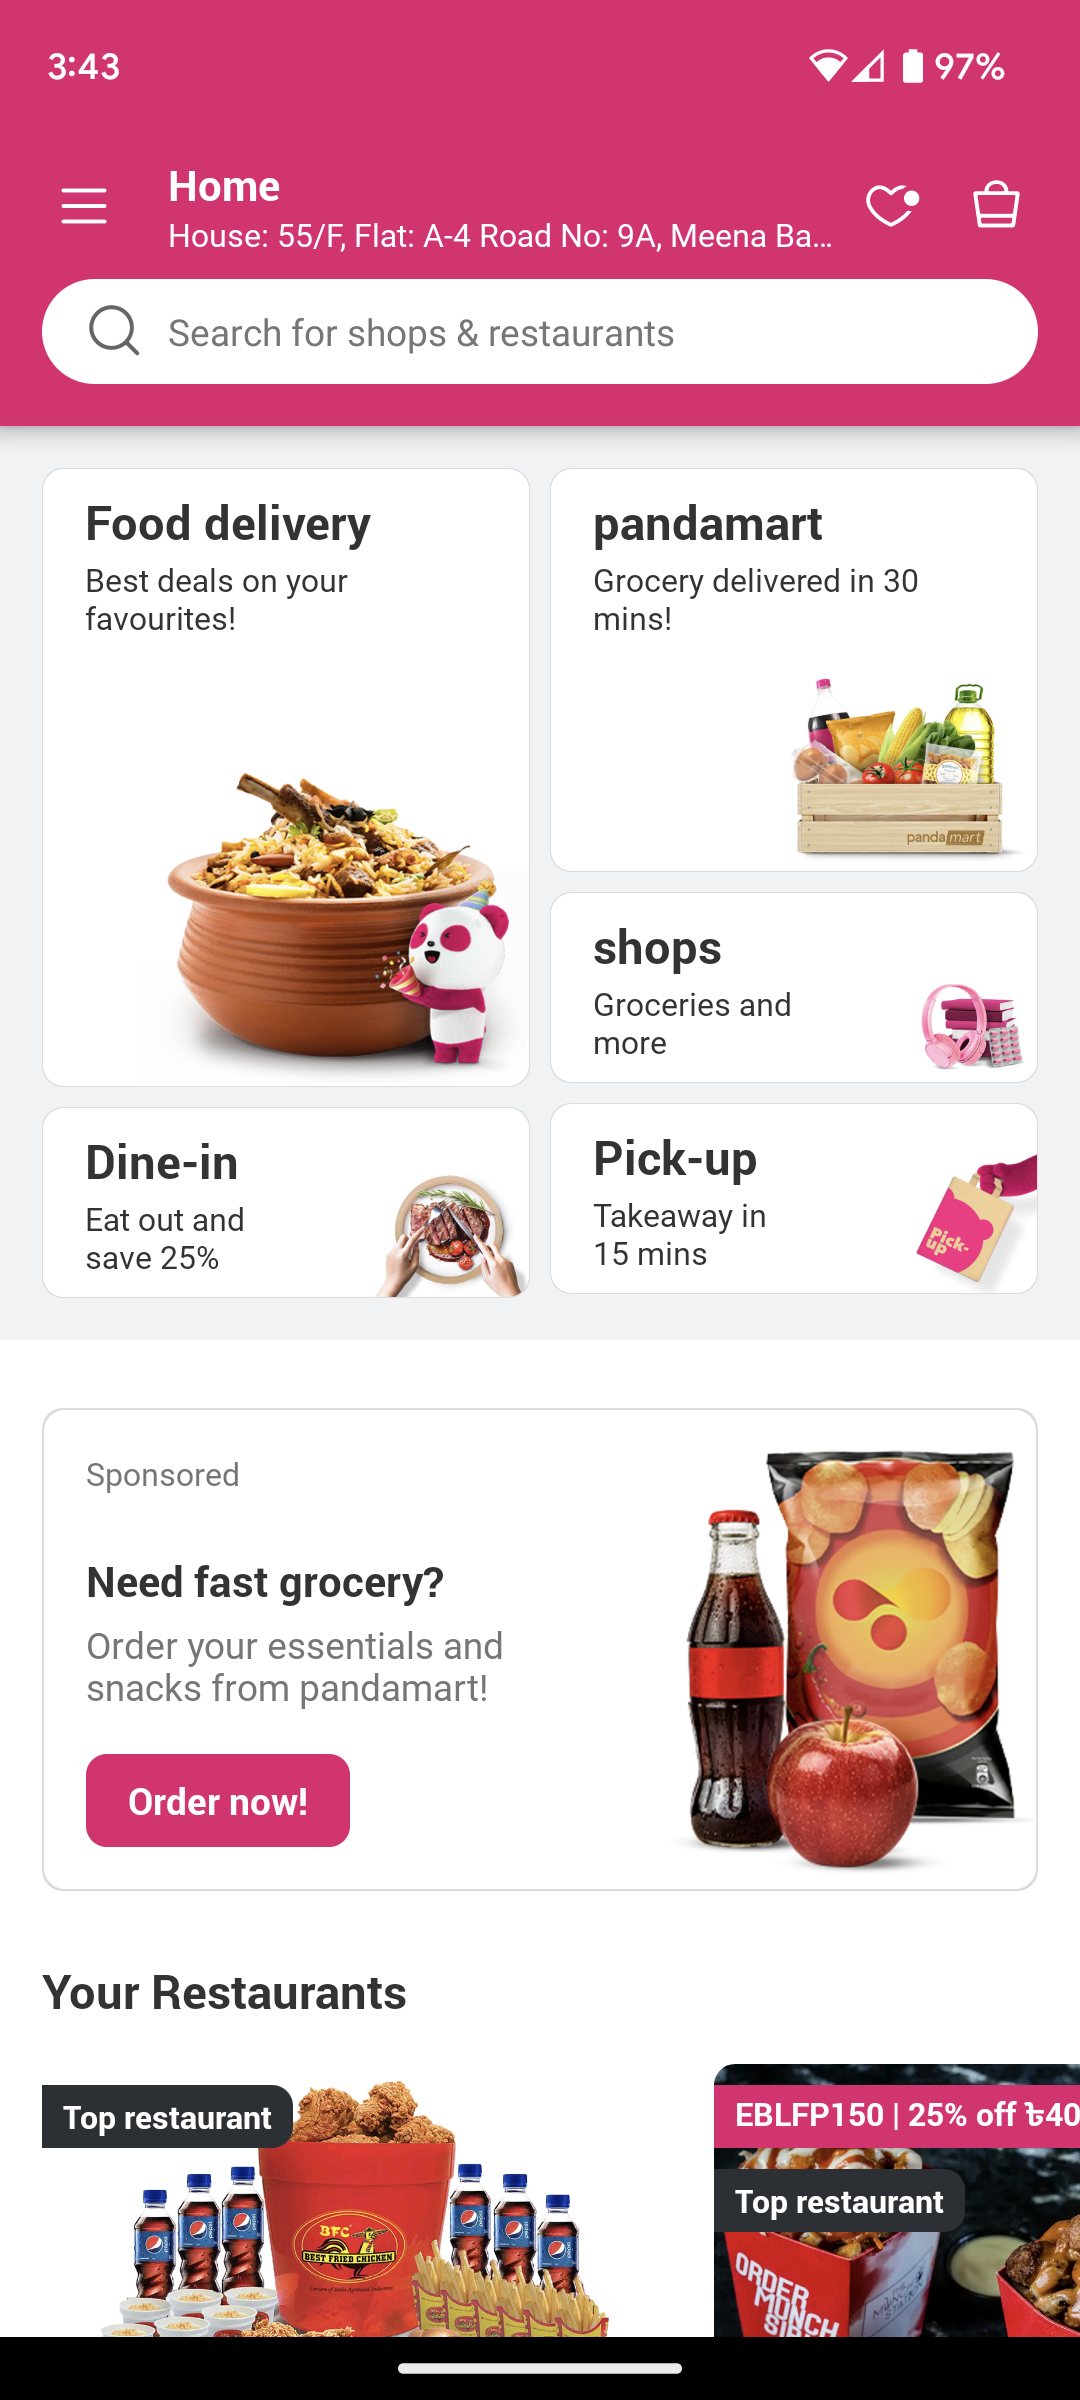 3:43
97%
Home
House: 55/F, Flat: A-4 Road No: 9A, Meena Ba...
Search for shops & restaurants
Food delivery
Best deals on your
favourites!
pandamart
Grocery delivered in 30
mins!
panda mart
shops
Groceries and
more
Dine-in
Eat out and
save 25%
Pick-up
Takeaway in
15 mins
Pick-
up
Sponsored
Need fast grocery?
Order your essentials and
snacks from pandamart!
Order now!
Your Restaurants
Top restaurant
BFC
BEST FRIED CHICKEN
EBLFP150 | 25% off ৳40
Top restaurant
ORDER
MUNCH